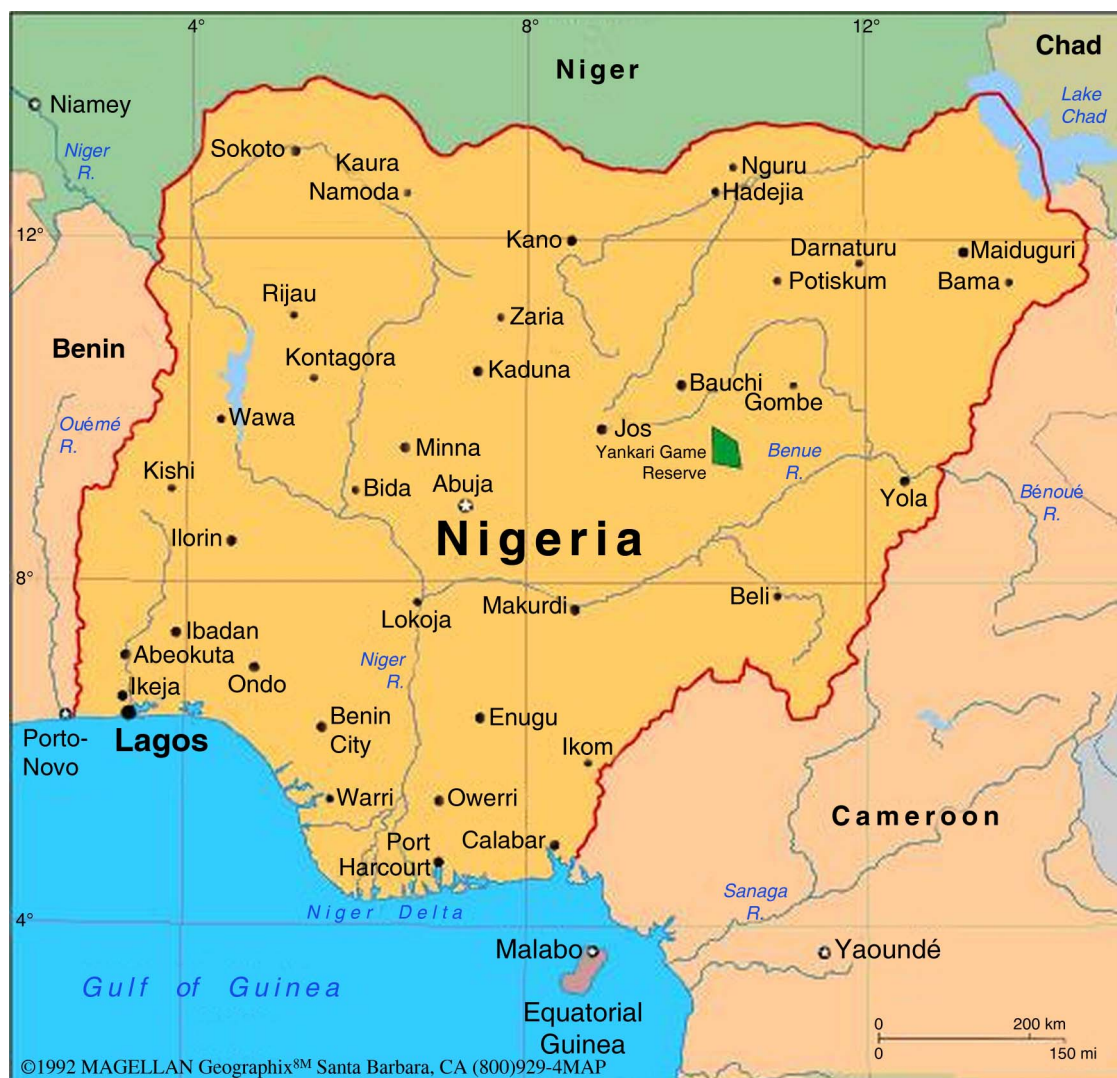 4°
8°
12°
Chad
Niger
Lake
Chad
Niamey
Niger
R.
Sokoto
Kaura
Namoda
Nguru
Hadejia
12°
Kano
Darnaturu
Maiduguri
Potiskum
Bama
Rijau
Zaria
Benin
Kontagora
Kaduna
Bauchi
Gombe
Ouémé
R.
Wawa
Jos
Minna
Yankari Game
Reserve
Benue
R.
Kishi
Bida
Abuja
Yola
Bénoué
R.
Ilorin
Nigeria
8°
Lokoja
Makurdi
Beli
Ibadan
Abeokuta
Ondo
Niger
R.
Ikeja
Lagos
Porto-
Novo
Benin
City
Enugu
Ikom
Warri
Owerri
Cameroon
Port
Harcourt
Calabar
Sanaga
R.
Niger Delta
4°
Malabo
Yaoundé
Gulf of Guinea
Equatorial
Guinea
0 200 km
0 150 mi
©1992 MAGELLAN Geographix8M Santa Barbara, CA (800)929-4MAP